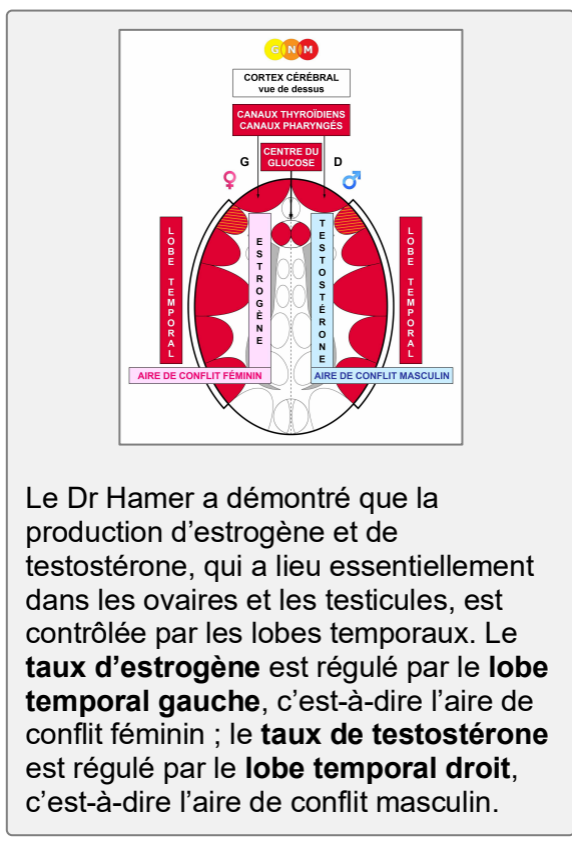 GNM
CORTEX CÉRÉBRAL
vue de dessus
CANAUX THYROÏDIENS
CANAUX PHARYNGÉS
CENTRE DU
GLUCOSE
G
D
♀
♂
LOBE TEMPORAL
ESTROGÈNE
TESTOSTÉRONE
LOBE TEMPORAL
AIRE DE CONFLIT FÉMININ
AIRE DE CONFLIT MASCULIN
Le Dr Hamer a démontré que la
production d’estrogène et de
testostérone, qui a lieu essentiellement
dans les ovaires et les testicules, est
contrôlée par les lobes temporaux. Le
taux d’estrogène est régulé par le lobe
temporal gauche, c’est-à-dire l’aire de
conflit féminin ; le taux de testostérone
est régulé par le lobe temporal droit,
c’est-à-dire l’aire de conflit masculin.